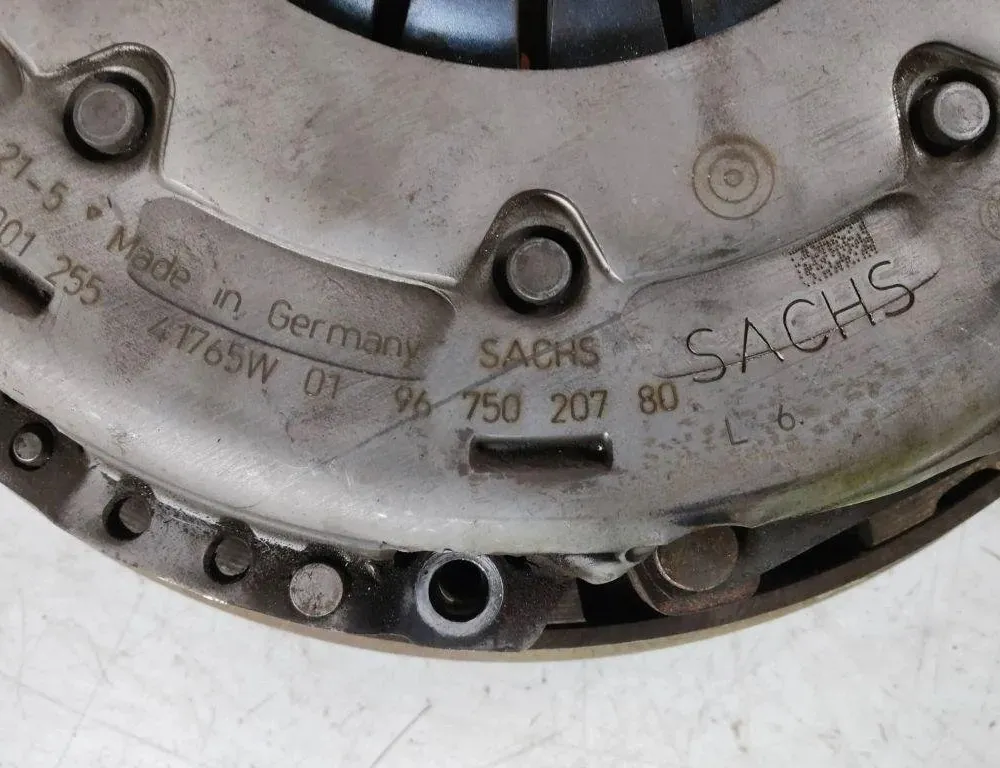 21-5 Made in Germany SACHS
001 255 41765W 01 96 750 207 80
SACHS
L 6.